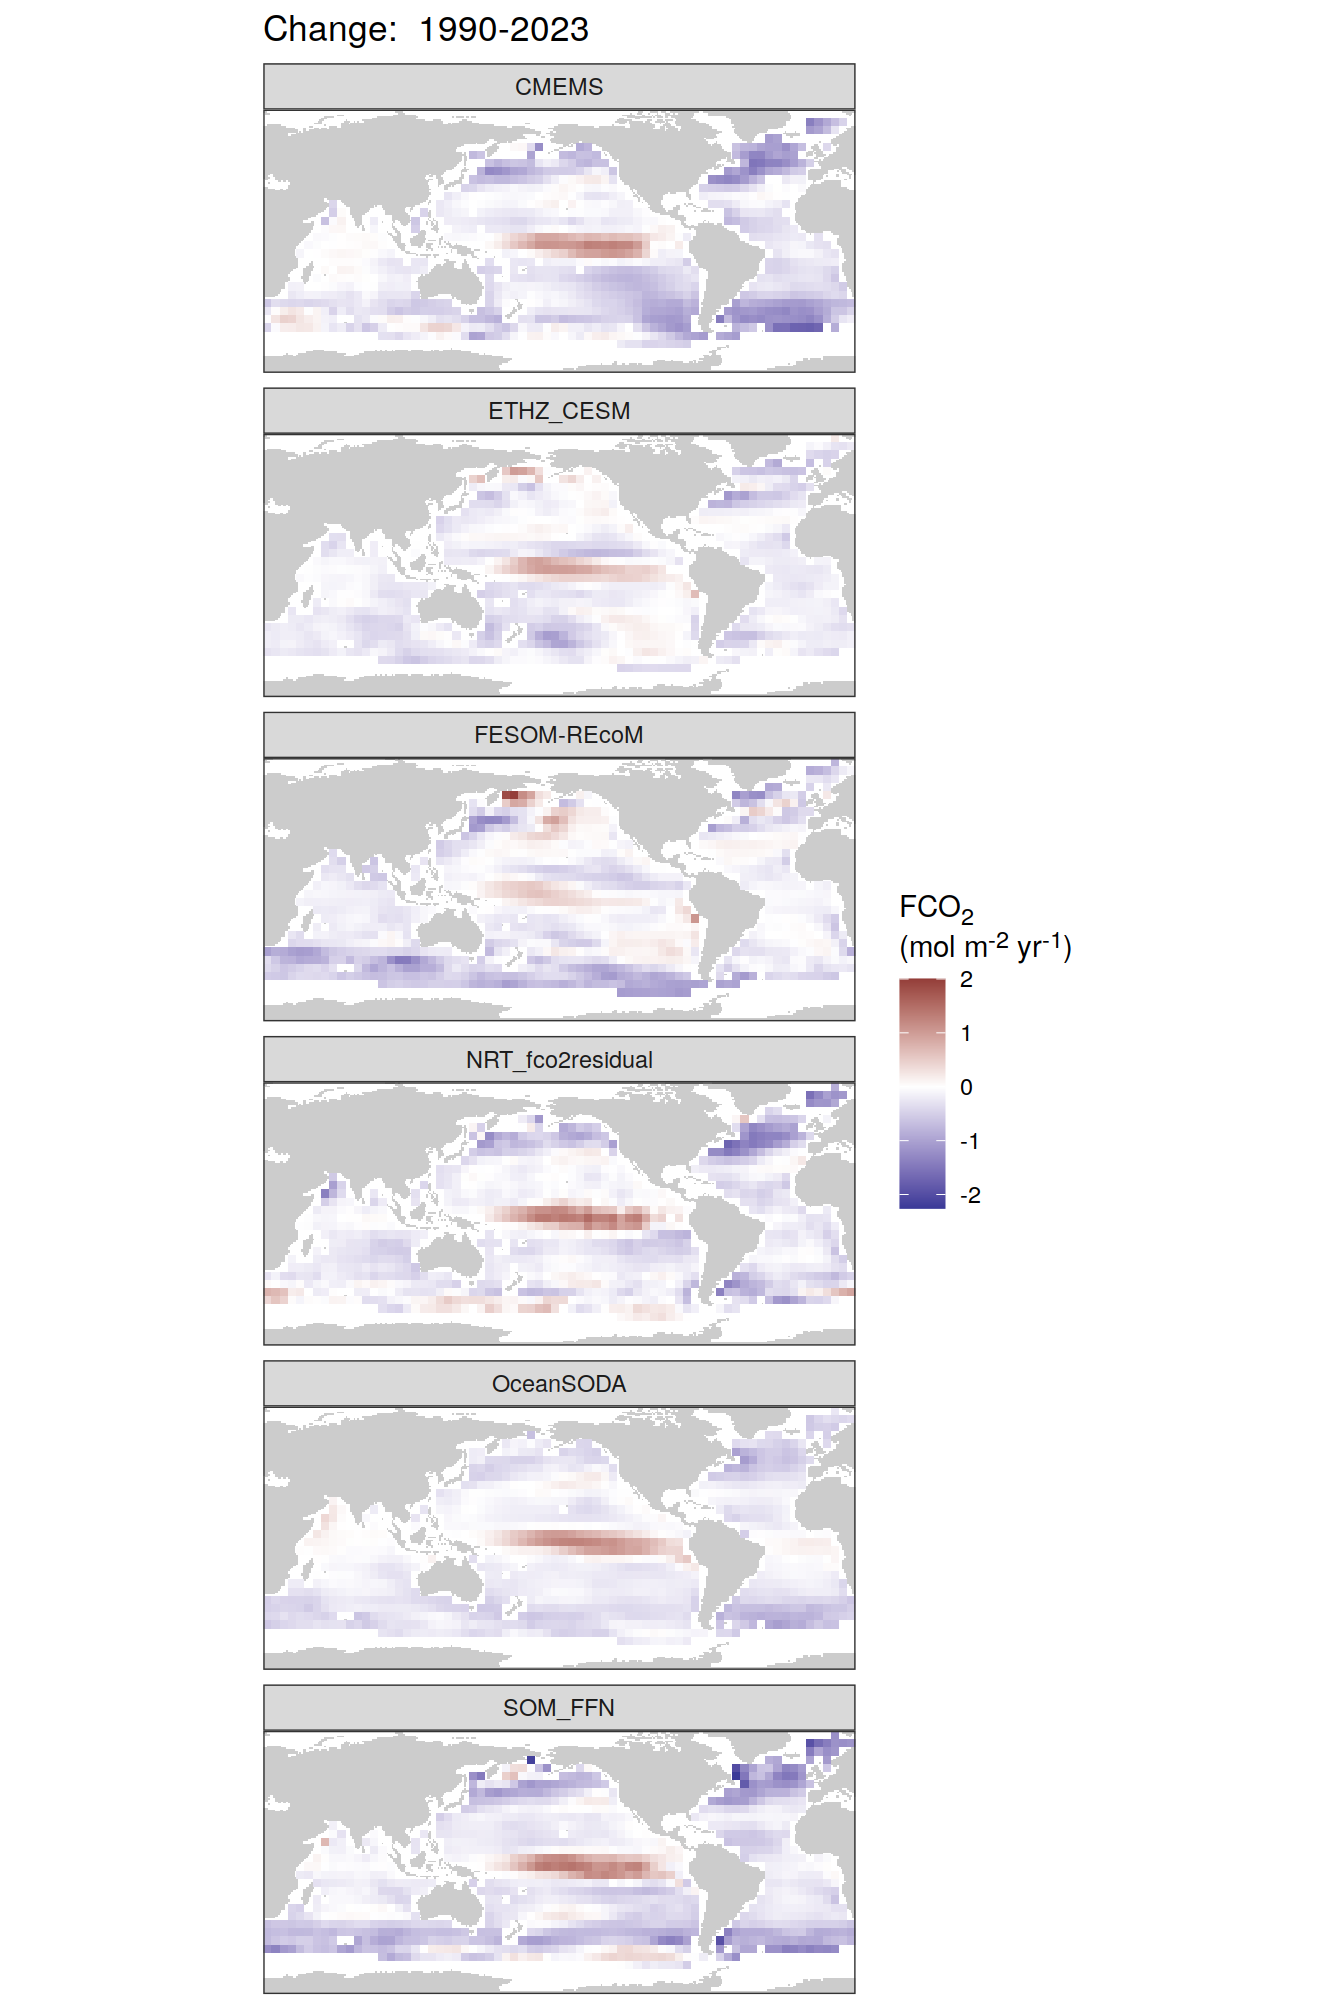 Change:  1990-2023
CMEMS
ETHZ_CESM
FESOM-REcoM
FCO₂
(mol m⁻² yr⁻¹)
2
1
0
-1
-2
NRT_fco2residual
OceanSODA
SOM_FFN